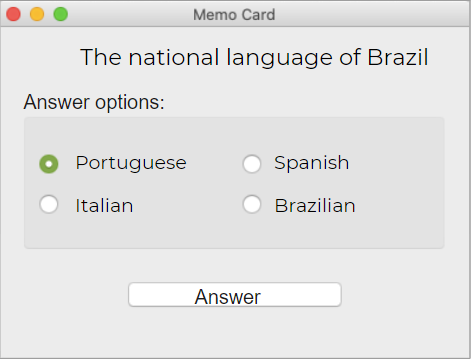 Memo Card
The national language of Brazil
Answer options:
Portuguese Spanish
Italian Brazilian
Answer